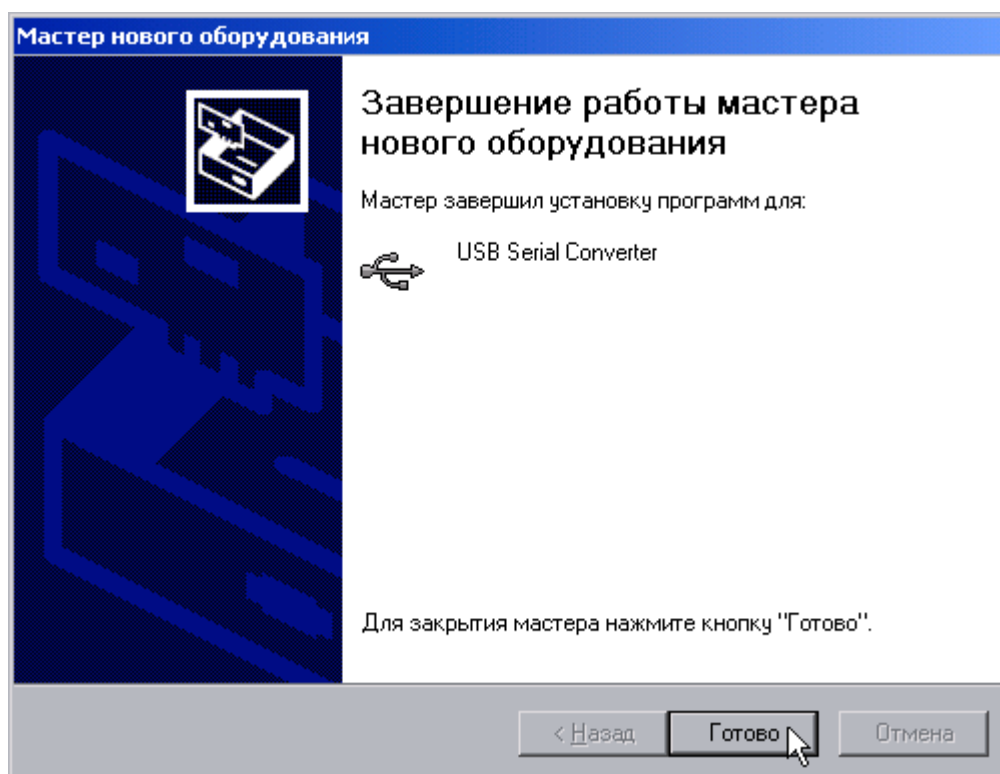 Мастер нового оборудования
Завершение работы мастера
нового оборудования
Мастер завершил установку программ для:
USB Serial Converter
Для закрытия мастера нажмите кнопку "Готово".
< Назад
Готово
Отмена